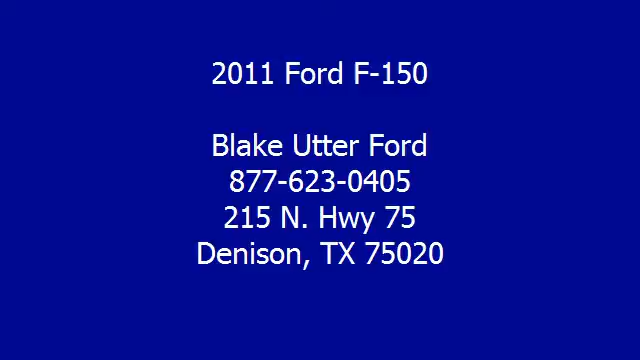 2011 Ford F-150
Blake Utter Ford
877-623-0405
215 N. Hwy 75
Denison, TX 75020